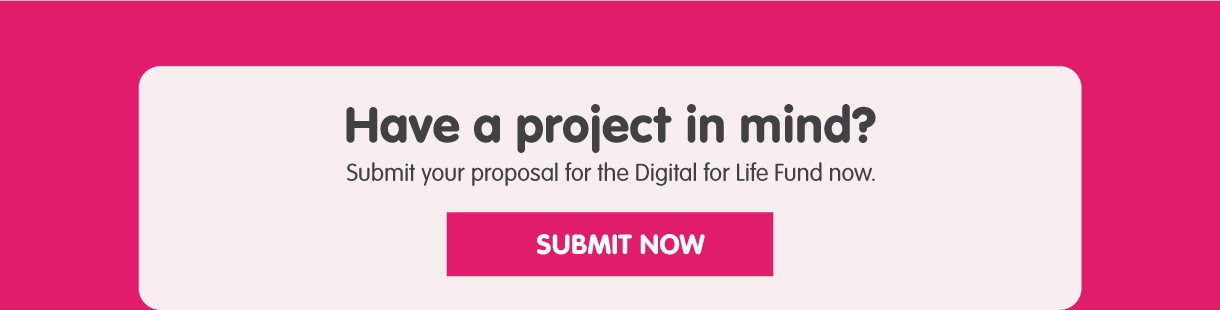 Have a project in mind?
Submit your proposal for the Digital for Life Fund now.
SUBMIT NOW